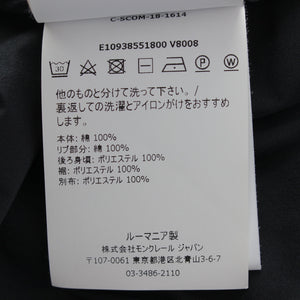 C-SCDM-18-1614
E10938551800 V8008
30
P
W
他のものと分けて洗って下さい。/
裏返しての洗濯とアイロンがけをおすすめ
します。
本体: 綿 100%
リブ部分: 綿 100%
後ろ身頃: ポリエステル 100%
裾: ポリエステル 100%
別布: ポリエステル 100%
ルーマニア製
株式会社モンクレール ジャパン
〒107-0061 東京都港区北青山3-6-7
03-3486-2110